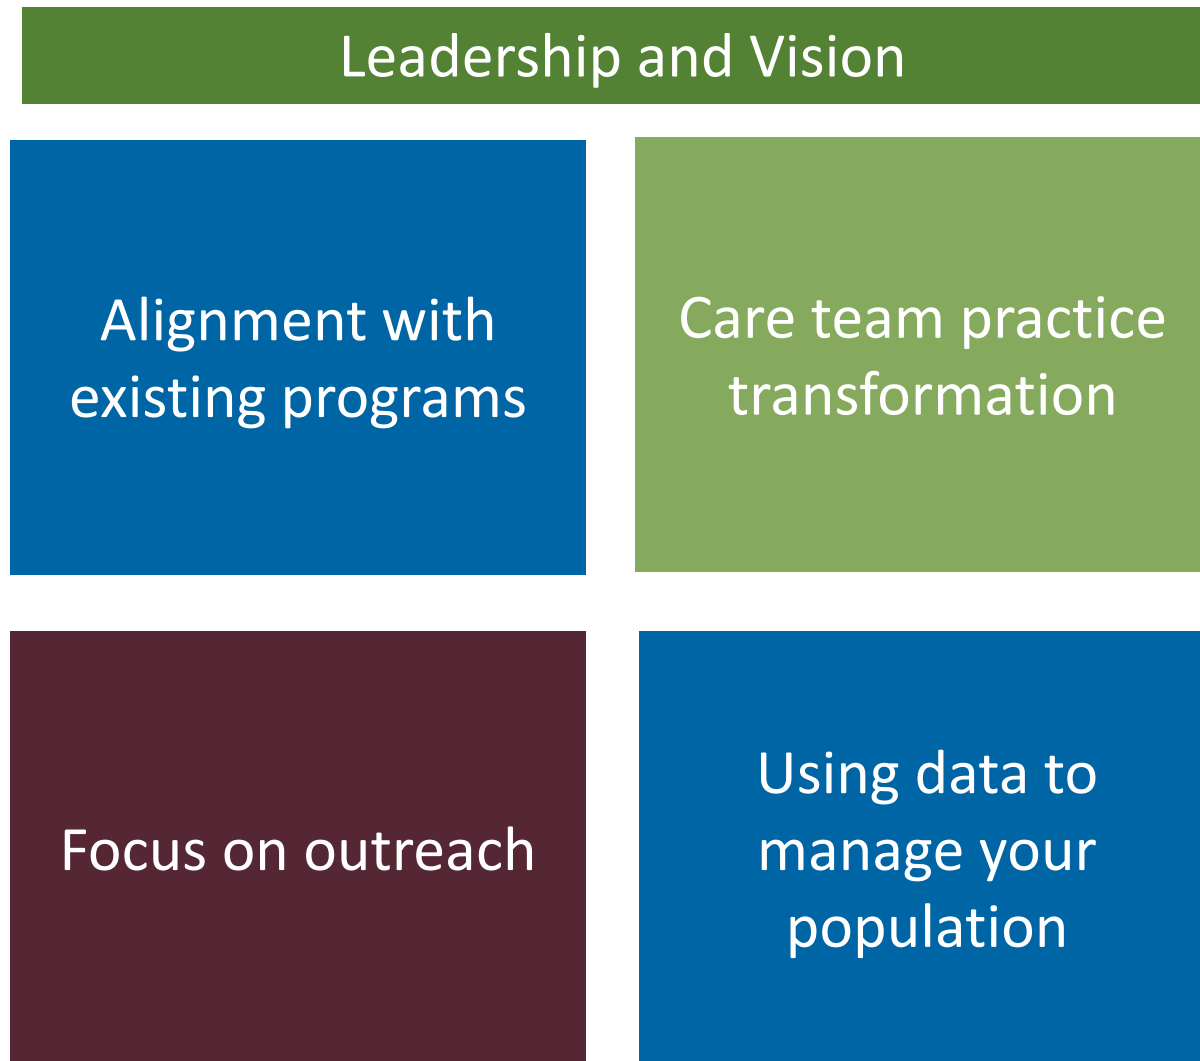 Leadership and Vision
Alignment with
existing programs
Care team practice
transformation
Focus on outreach
Using data to
manage your
population